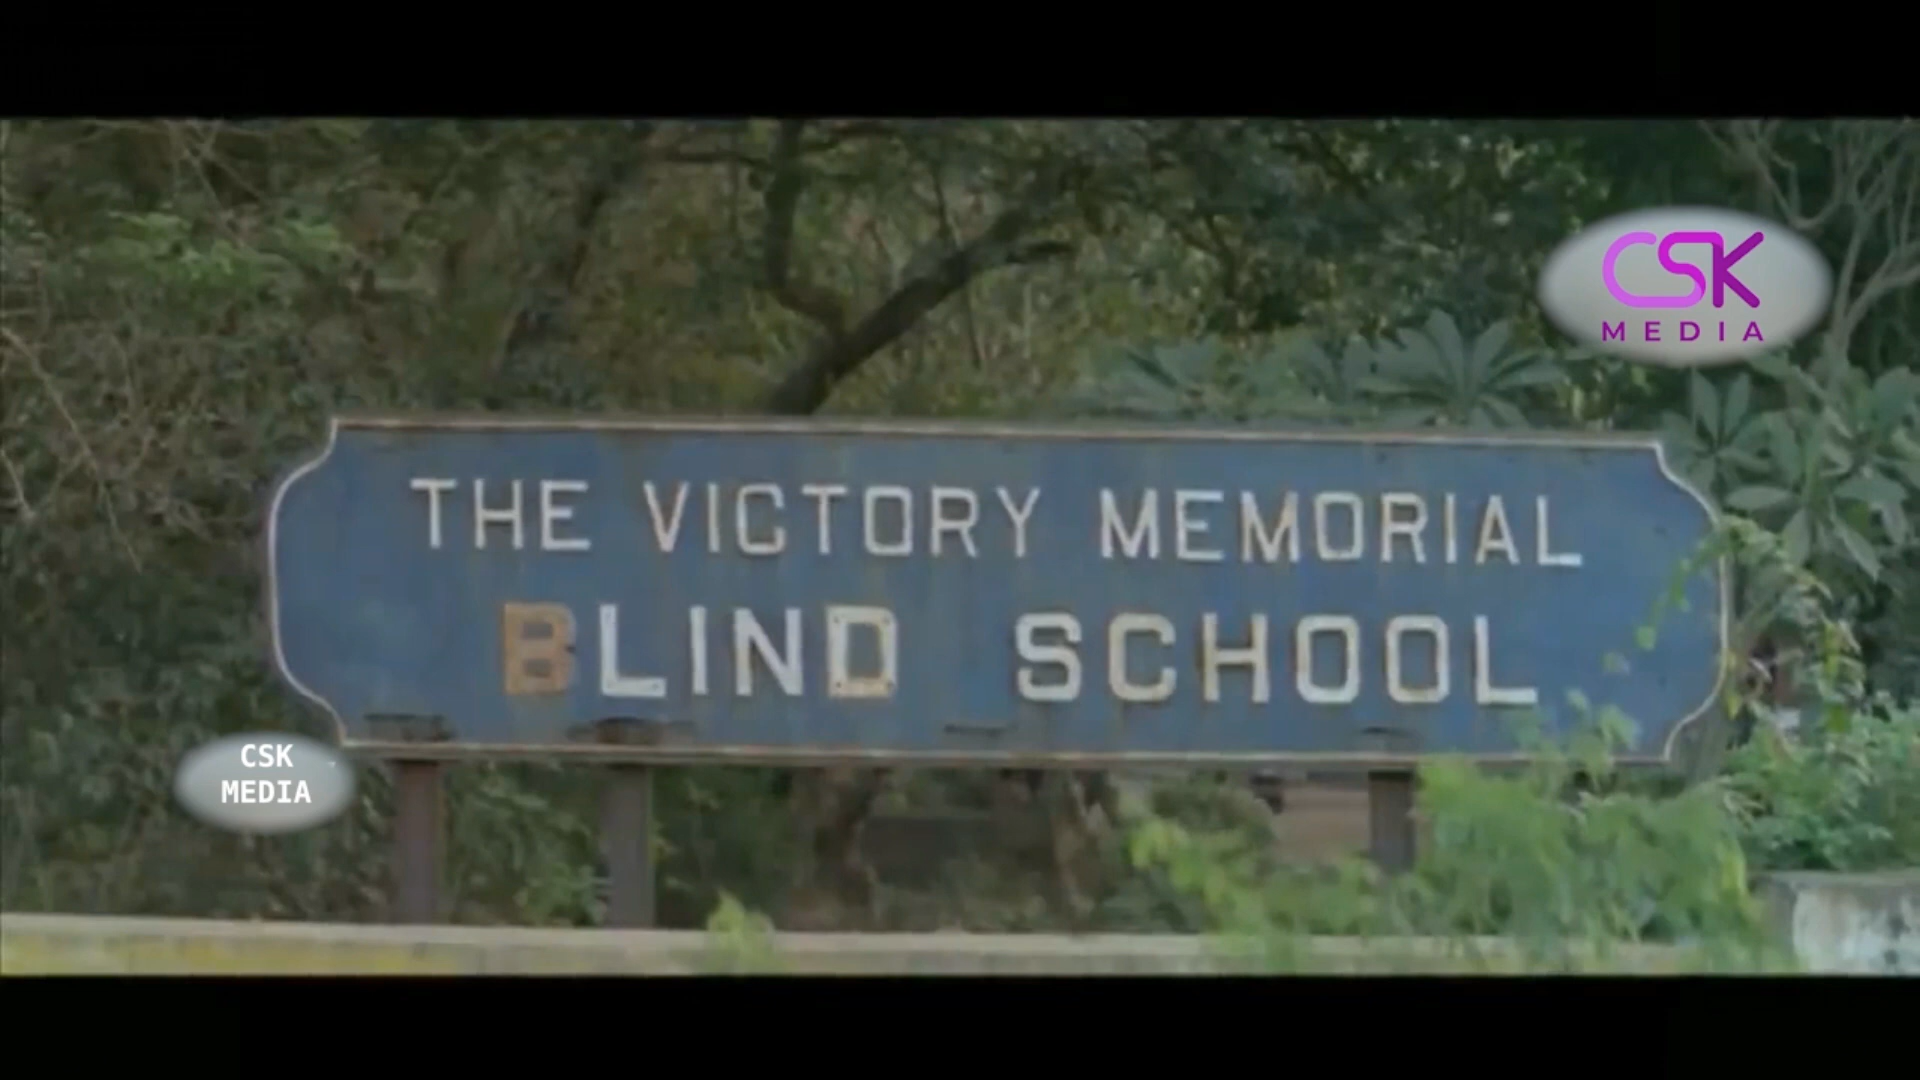 CSK
MEDIA
THE VICTORY MEMORIAL
BLIND SCHOOL
CSK
MEDIA